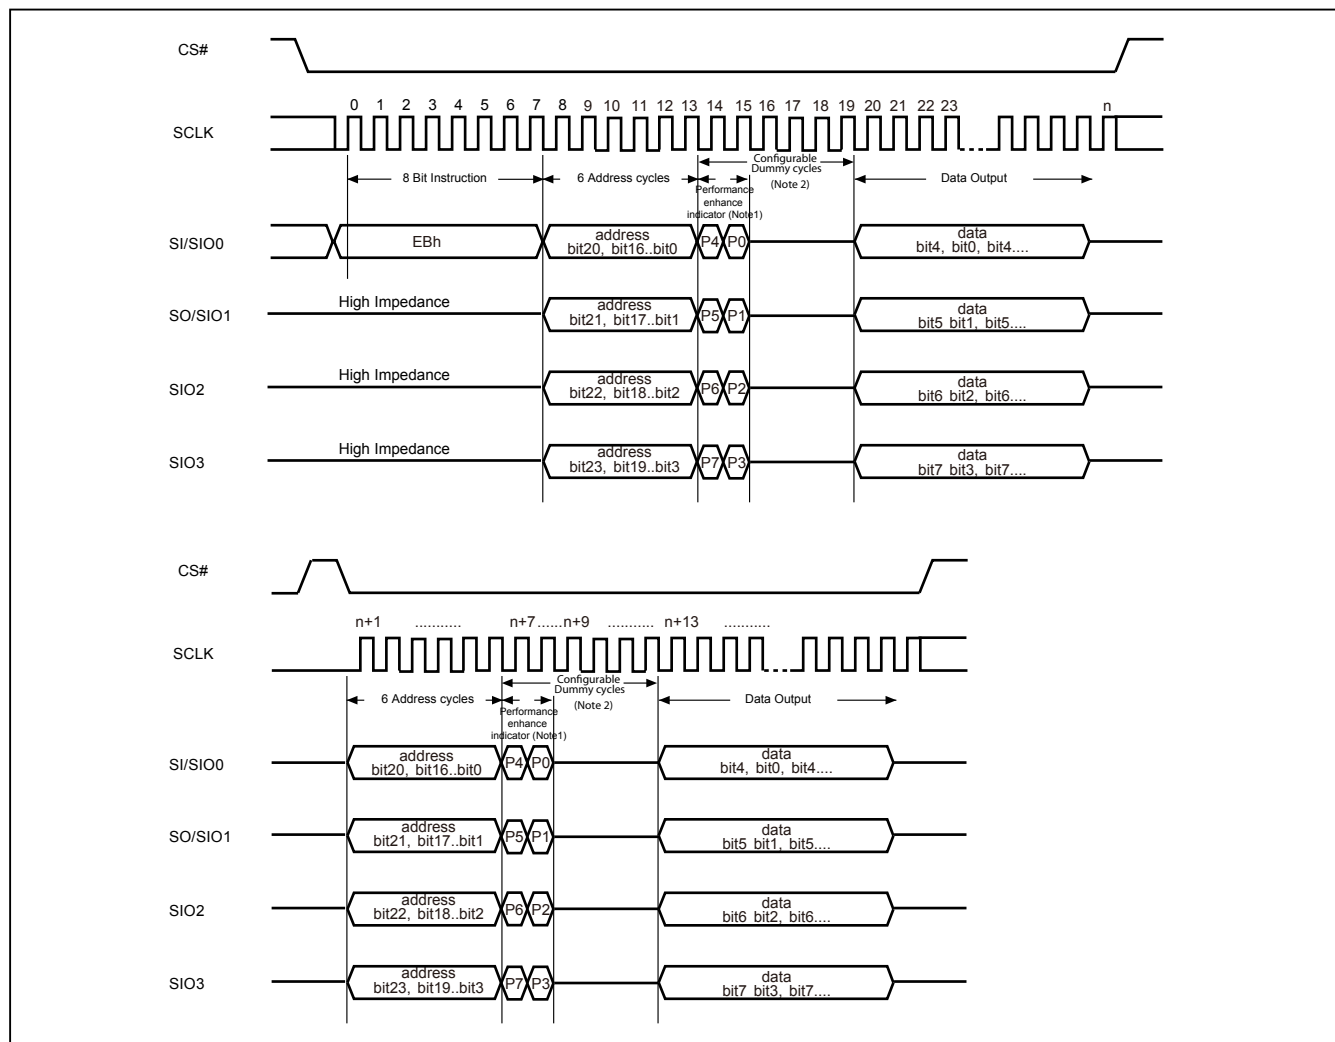 CS#
0 1 2 3 4 5 6 7 8 9 10 11 12 13 14 15 16 17 18 19 20 21 22 23 n
SCLK
Configurable
Dummy cycles
(Note 2)
8 Bit Instruction
6 Address cycles
Data Output
Performance
enhance
indicator (Note1)
SI/SIO0
EBh
address
bit20, bit16..bit0
P4 P0
data
bit4, bit0, bit4....
SO/SIO1
High Impedance
address
bit21, bit17..bit1
P5 P1
data
bit5 bit1, bit5....
SIO2
High Impedance
address
bit22, bit18..bit2
P6 P2
data
bit6 bit2, bit6....
SIO3
High Impedance
address
bit23, bit19..bit3
P7 P3
data
bit7 bit3, bit7....
CS#
n+1 ........... n+7 ......n+9 ........... n+13 ...........
SCLK
Configurable
Dummy cycles
(Note 2)
6 Address cycles
Data Output
Performance
enhance
indicator (Note1)
SI/SIO0
address
bit20, bit16..bit0
P4 P0
data
bit4, bit0, bit4....
SO/SIO1
address
bit21, bit17..bit1
P5 P1
data
bit5 bit1, bit5....
SIO2
address
bit22, bit18..bit2
P6 P2
data
bit6 bit2, bit6....
SIO3
address
bit23, bit19..bit3
P7 P3
data
bit7 bit3, bit7....